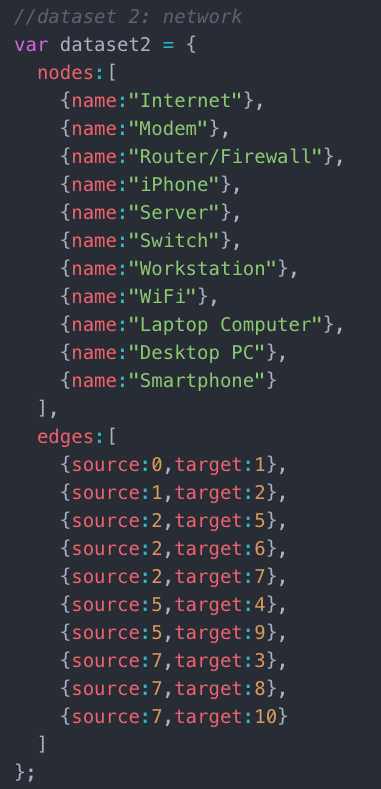 //dataset 2: network
var dataset2 = {
  nodes:[
    {name:"Internet"},
    {name:"Modem"},
    {name:"Router/Firewall"},
    {name:"iPhone"},
    {name:"Server"},
    {name:"Switch"},
    {name:"Workstation"},
    {name:"WiFi"},
    {name:"Laptop Computer"},
    {name:"Desktop PC"},
    {name:"Smartphone"}
  ],
  edges:[
    {source:0,target:1},
    {source:1,target:2},
    {source:2,target:5},
    {source:2,target:6},
    {source:2,target:7},
    {source:5,target:4},
    {source:5,target:9},
    {source:7,target:3},
    {source:7,target:8},
    {source:7,target:10}
  ]
};